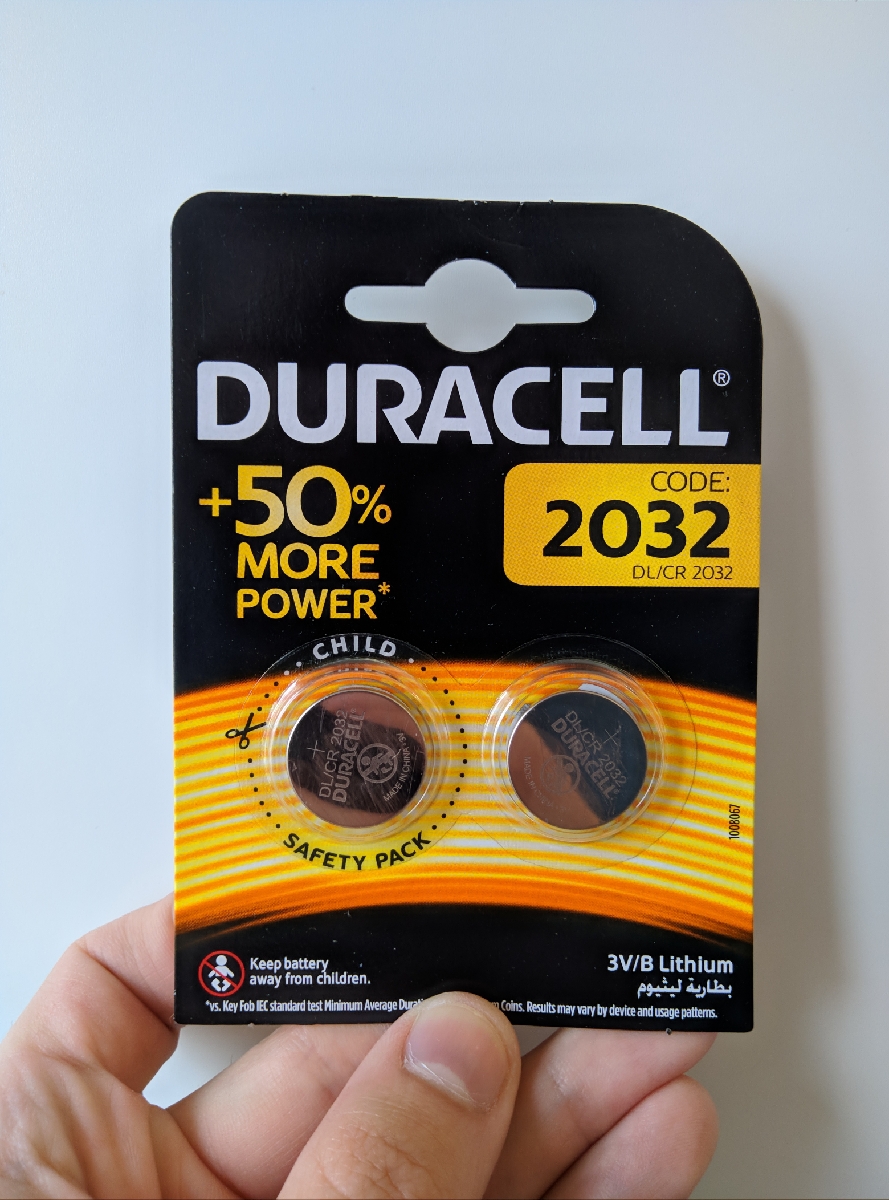 DURACELL®
+50%
MORE
POWER*
CODE:
2032
DL/CR 2032
CHILD
SAFETY PACK
+
DL/CR 2032
DURACELL
MADE IN CHINA
+
DL/CR 2032
DURACELL
1008067
Keep battery
away from children.
3V/B Lithium
بطارية ليثيوم
*vs. Key Fob IEC standard test Minimum Average Coins. Results may vary by device and usage patterns.